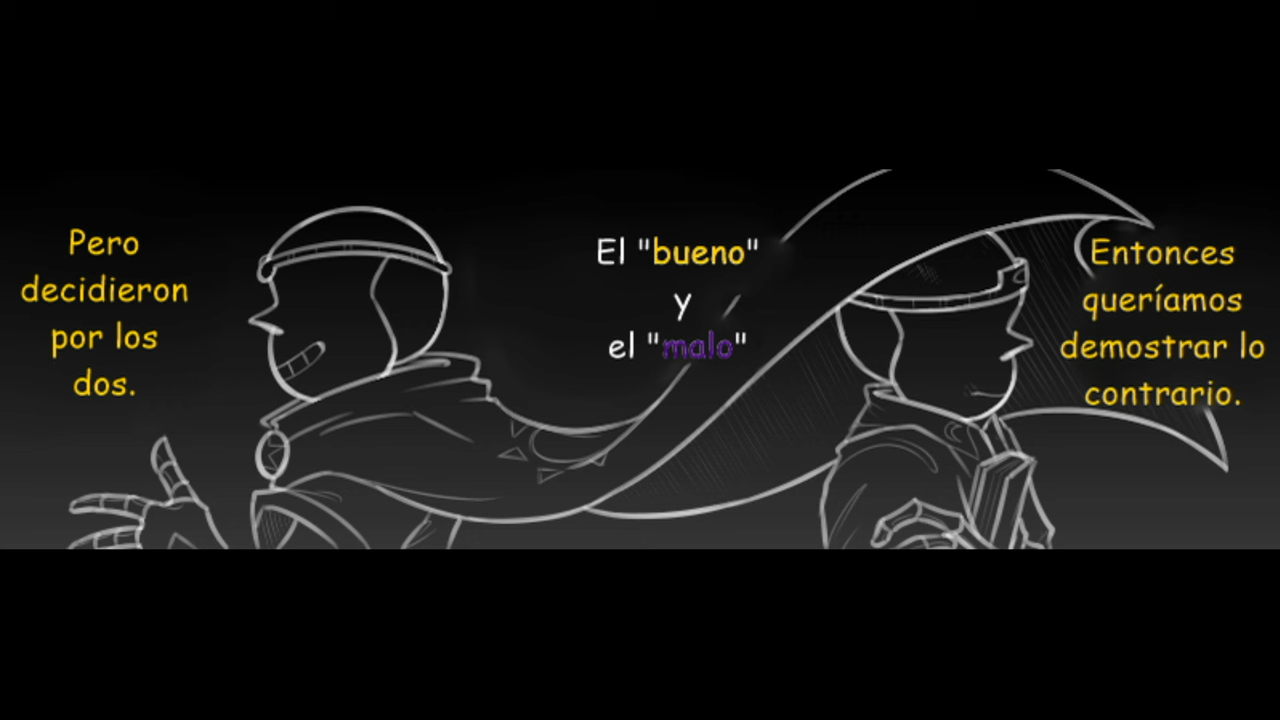 Pero
decidieron
por los
dos.
El "bueno"
y
el "malo"
Entonces
queríamos
demostrar lo
contrario.